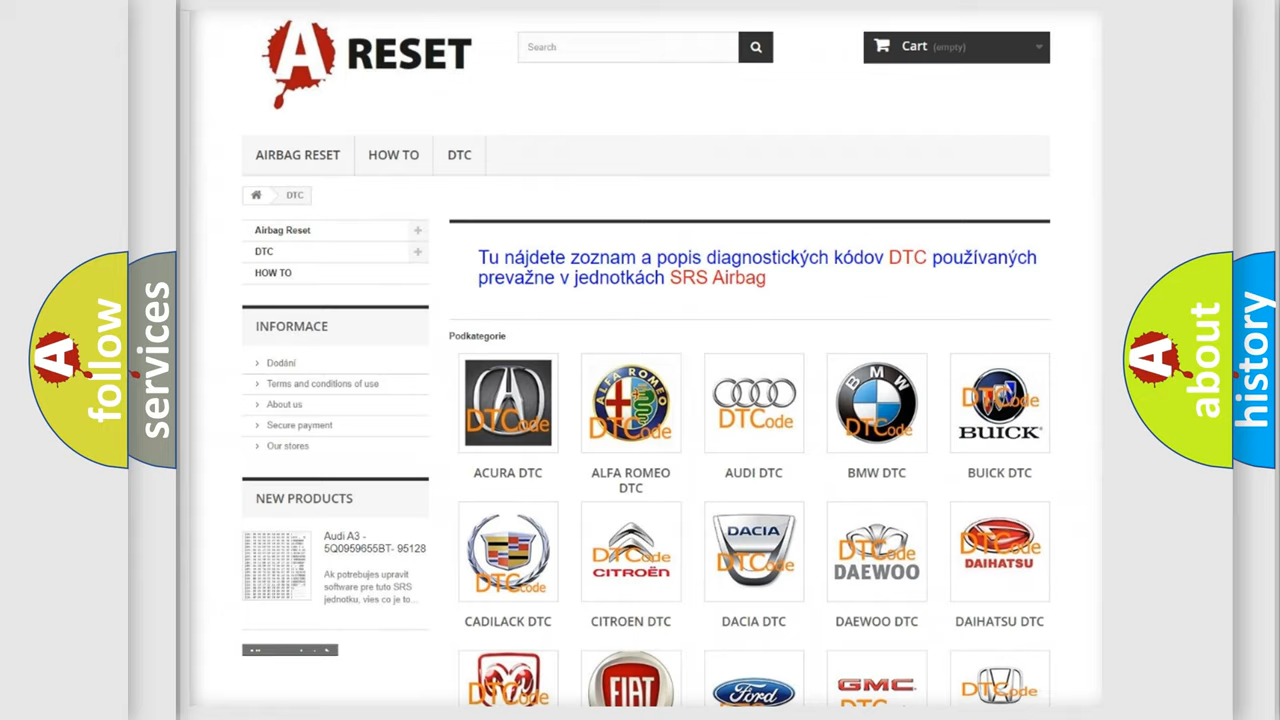 A RESET
Search
Cart (empty)
AIRBAG RESET
HOW TO
DTC
DTC
Airbag Reset
DTC
HOW TO
Tu nájdete zoznam a popis diagnostických kódov DTC používaných
prevažne v jednotkách SRS Airbag
INFORMACE
Dodání
Terms and conditions of use
About us
Secure payment
Our stores
Podkategorie
DTCode
ALFA ROMEO
DTCode
DTCode
BMW
DTCode
DTCode
BUICK
ACURA DTC
ALFA ROMEO
DTC
AUDI DTC
BMW DTC
BUICK DTC
NEW PRODUCTS
Audi A3 -
5Q0959655BT- 95128
Ak potrebujes upravit
software pre tuto SRS
jednotku, vies co je to...
DTCode
DTCode
CITROËN
DACIA
DTCode
DTCode
DAEWOO
DTCode
DAIHATSU
CADILACK DTC
CITROEN DTC
DACIA DTC
DAEWOO DTC
DAIHATSU DTC
DTCode
FIAT
Ford
GMC
DTCode
A follow
services
A about
history